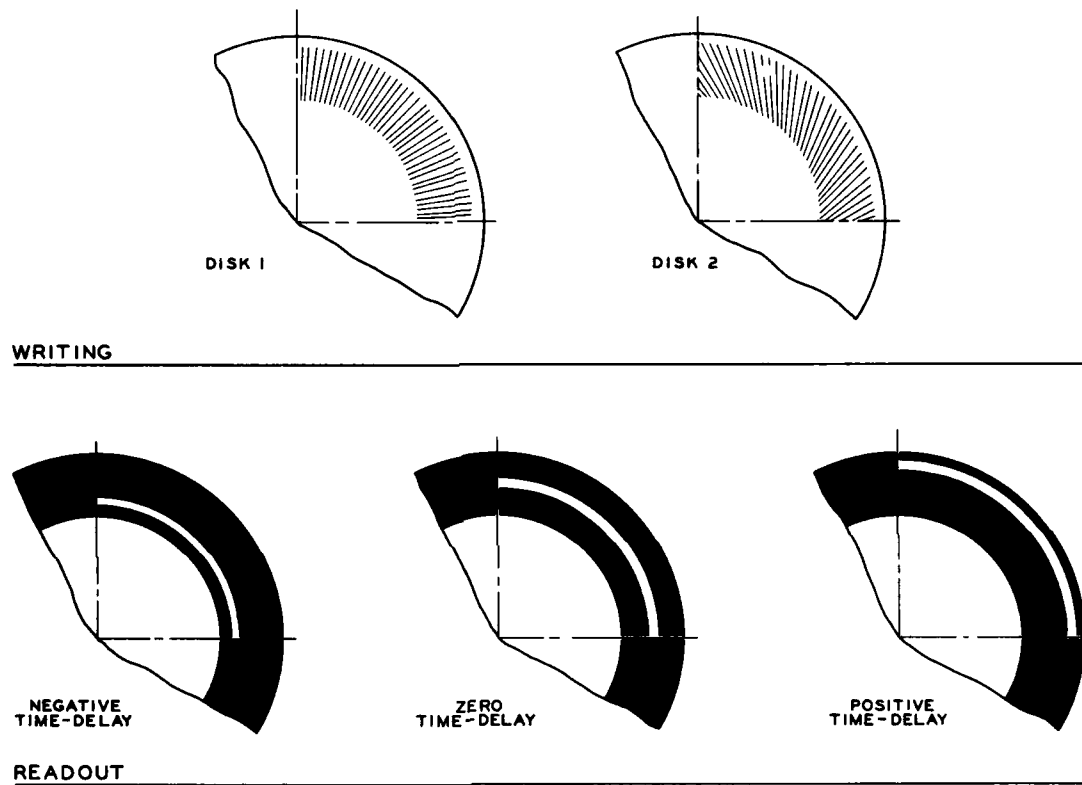 DISK 1
DISK 2
WRITING
NEGATIVE
TIME-DELAY
ZERO
TIME-DELAY
POSITIVE
TIME-DELAY
READOUT